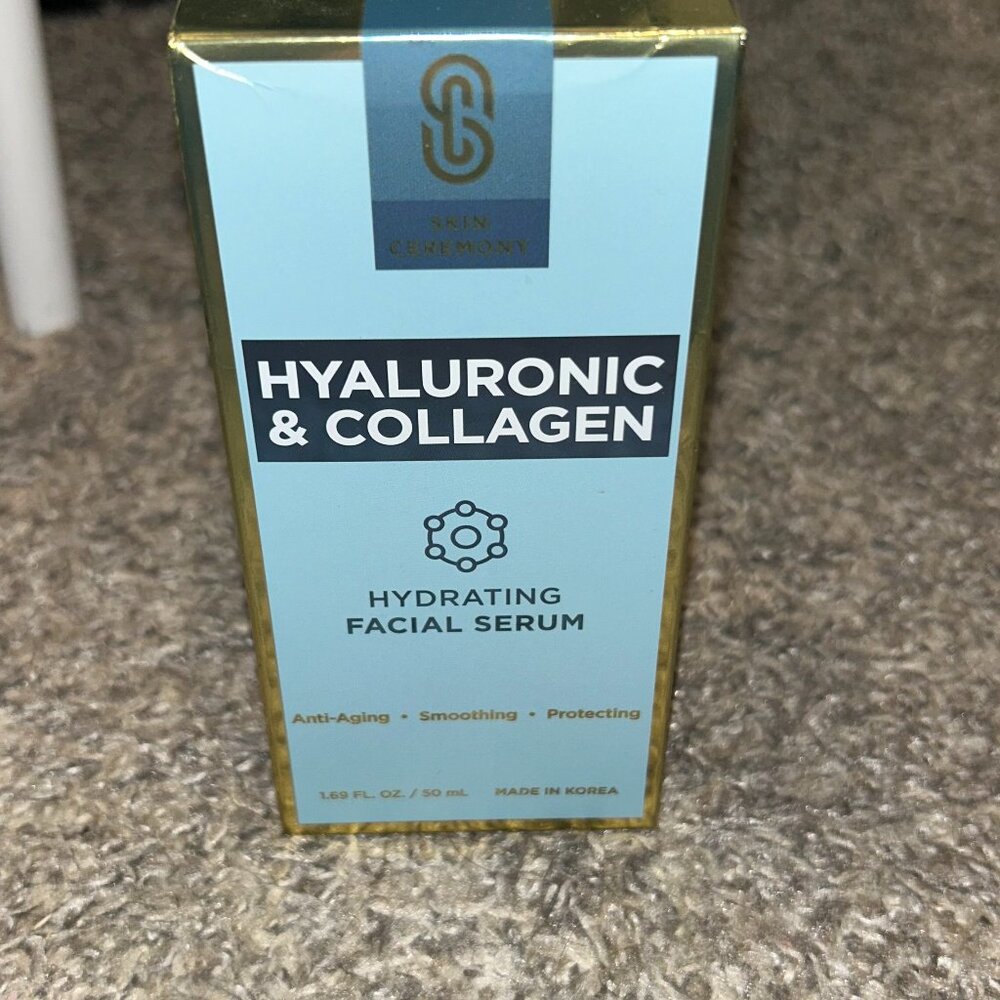 SKIN
CEREMONY
HYALURONIC
& COLLAGEN
HYDRATING
FACIAL SERUM
Anti-Aging • Smoothing • Protecting
1.69 FL. OZ. / 50 mL MADE IN KOREA